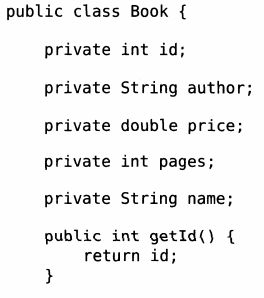 public class Book {
private int id;
private String author;
private double price;
private int pages;
private String name;
public int getId() {
return id;
}